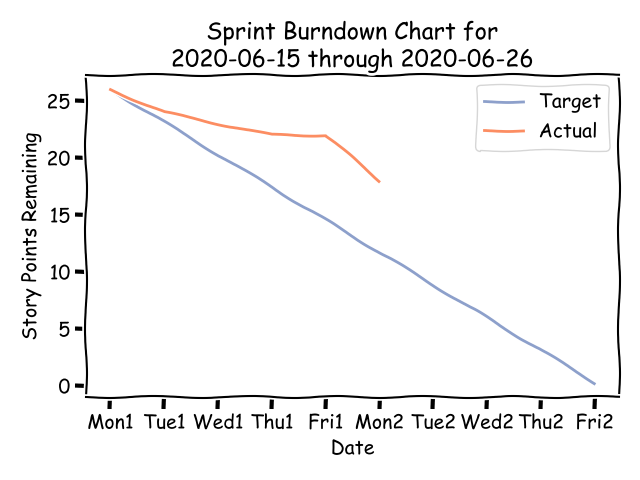 Sprint Burndown Chart for
2020-06-15 through 2020-06-26
Target
Actual
Story Points Remaining
25
20
15
10
5
0
Mon1 Tue1 Wed1 Thu1 Fri1 Mon2 Tue2 Wed2 Thu2 Fri2
Date